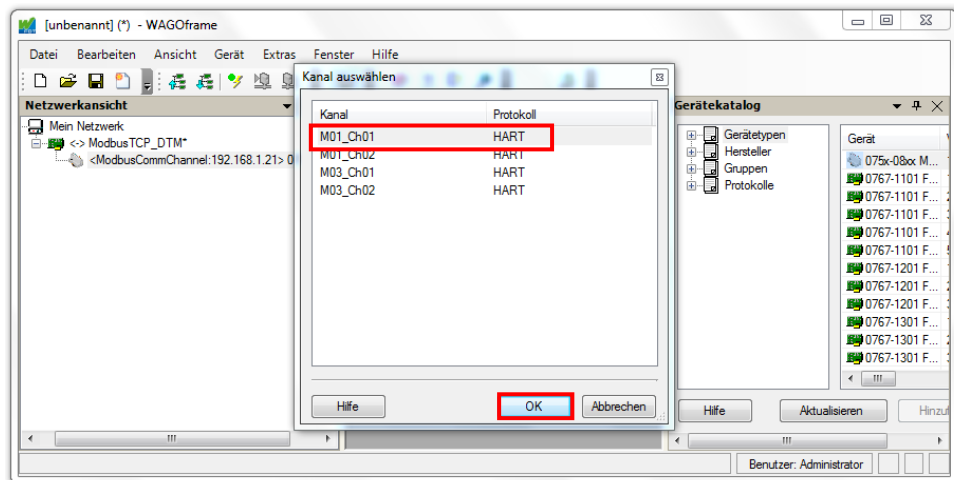 [unbenannt] (*) - WAGOframe
Datei Bearbeiten Ansicht Gerät Extras Fenster Hilfe
Netzwerkansicht
Mein Netzwerk
<-> ModbusTCP_DTM*
<ModbusCommChannel:192.168.1.21> 0
Kanal auswählen
Kanal Protokoll
M01_Ch01 HART
M01_Ch02 HART
M03_Ch01 HART
M03_Ch02 HART
Hilfe OK Abbrechen
Gerätekatalog
Gerätetypen
Hersteller
Gruppen
Protokolle
Gerät
075x-08xx M...
0767-1101 F...
0767-1101 F...
0767-1101 F...
0767-1101 F...
0767-1101 F...
0767-1201 F...
0767-1201 F...
0767-1201 F...
0767-1301 F...
0767-1301 F...
0767-1301 F...
Hilfe Aktualisieren Hinzuf
Benutzer: Administrator